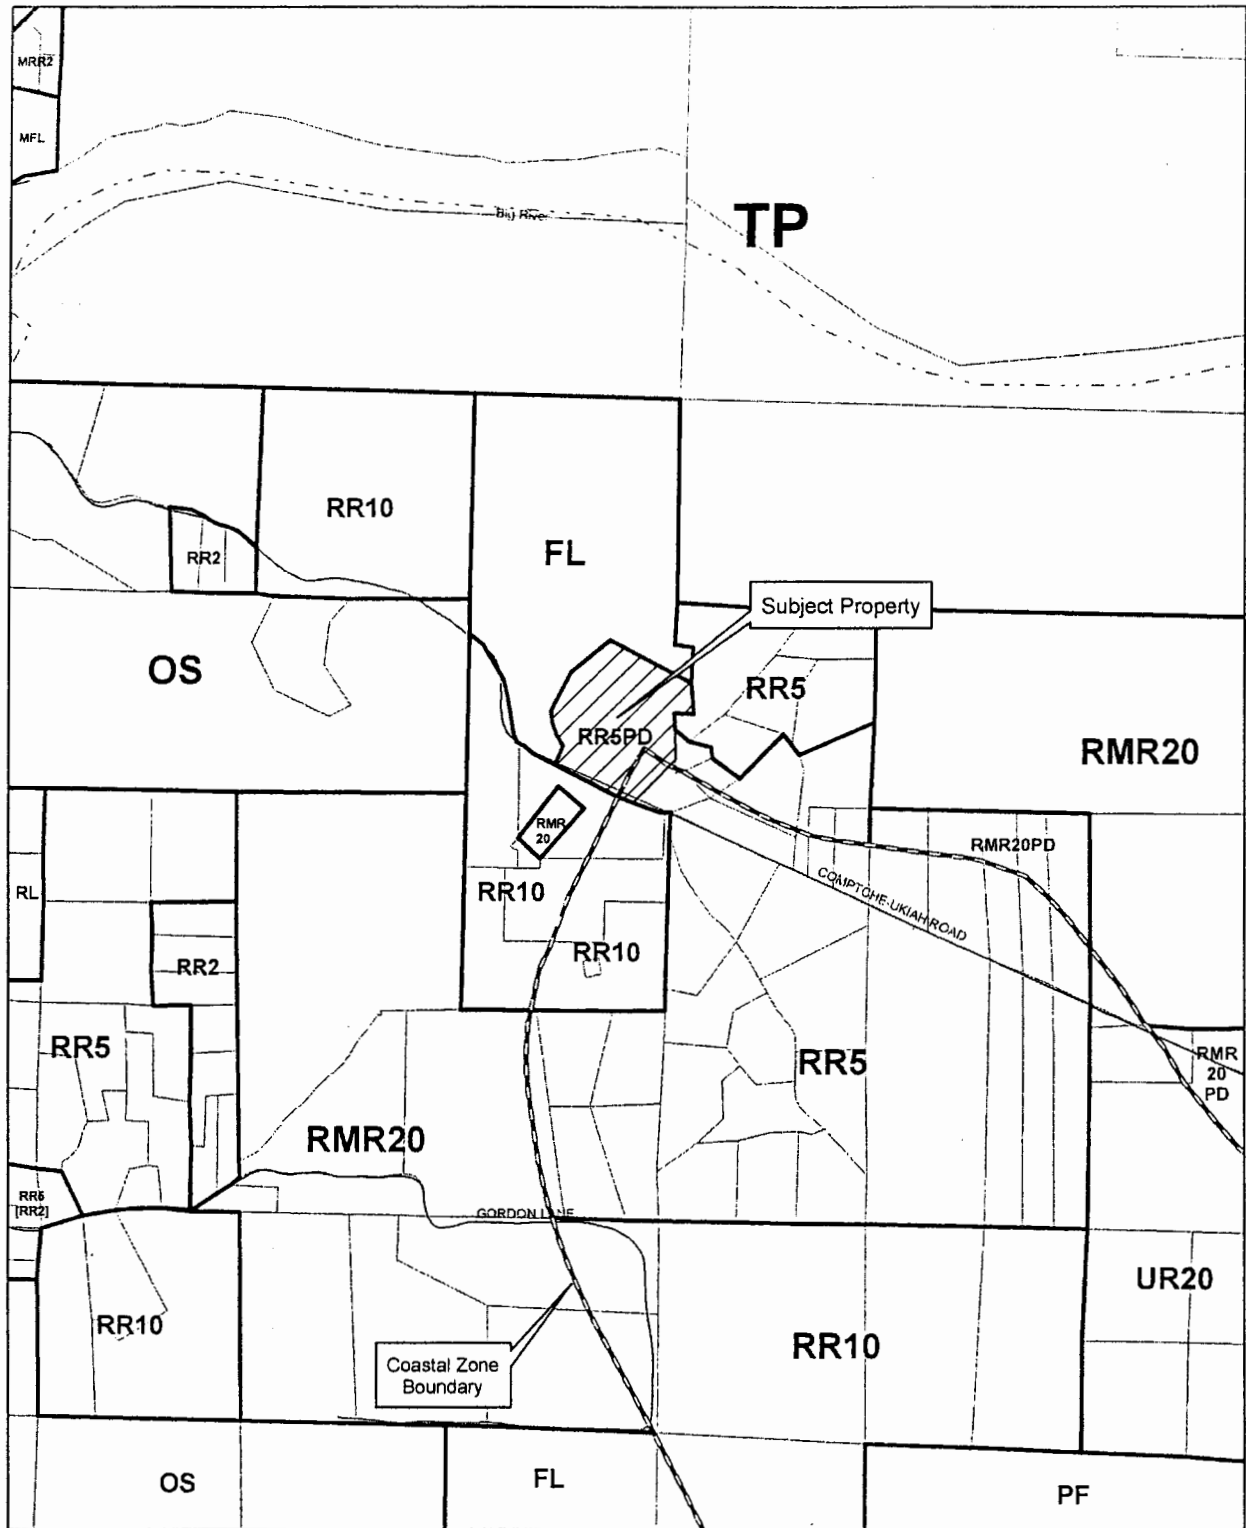 MRR2
MFL
Big River
TP
RR10
RR2
FL
Subject Property
OS
RR5
RR5PD
RMR20
RMR
20
RMR20PD
COMPTCHE-UKIAH ROAD
RL
RR10
RR2
RR10
RR5
RR5
RMR
20
PD
RMR20
RR5
[RR2]
GORDON LANE
UR20
RR10
RR10
Coastal Zone
Boundary
OS
FL
PF